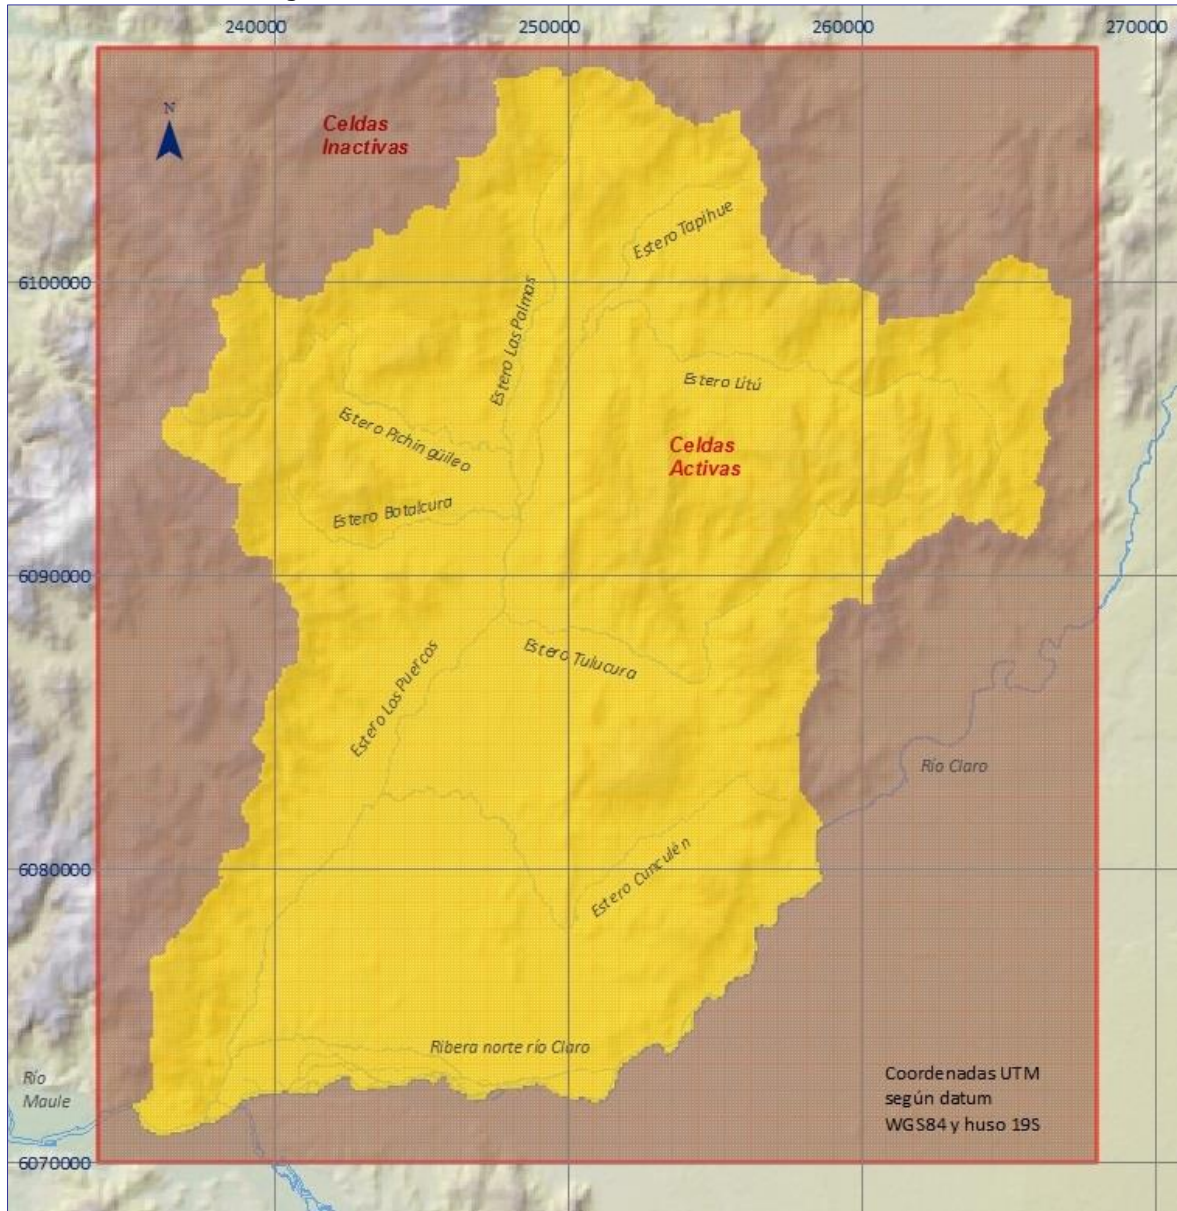 240000 250000 260000 270000
N
Celdas
Inactivas
Estero Tapihue
6100000
Estero Las Palmas
Estero Litú
Estero Pichingüileo
Celdas
Activas
Estero Botalcura
6090000
Estero Los Puercos
Estero Tulucura
Río Claro
Estero Cunculén
6080000
Ribera norte río Claro
Río
Maule
Coordenadas UTM
según datum
WGS84 y huso 19S
6070000